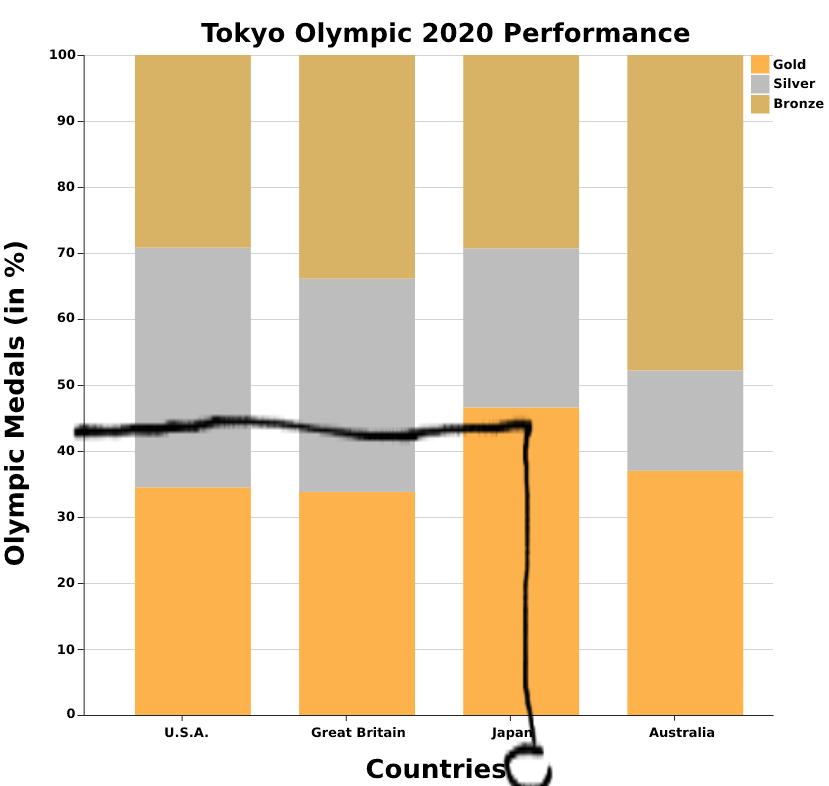 Tokyo Olympic 2020 Performance
Gold
Silver
Bronze
Olympic Medals (in %)
100
90
80
70
60
50
40
30
20
10
0
U.S.A. Great Britain Japan Australia
Countries